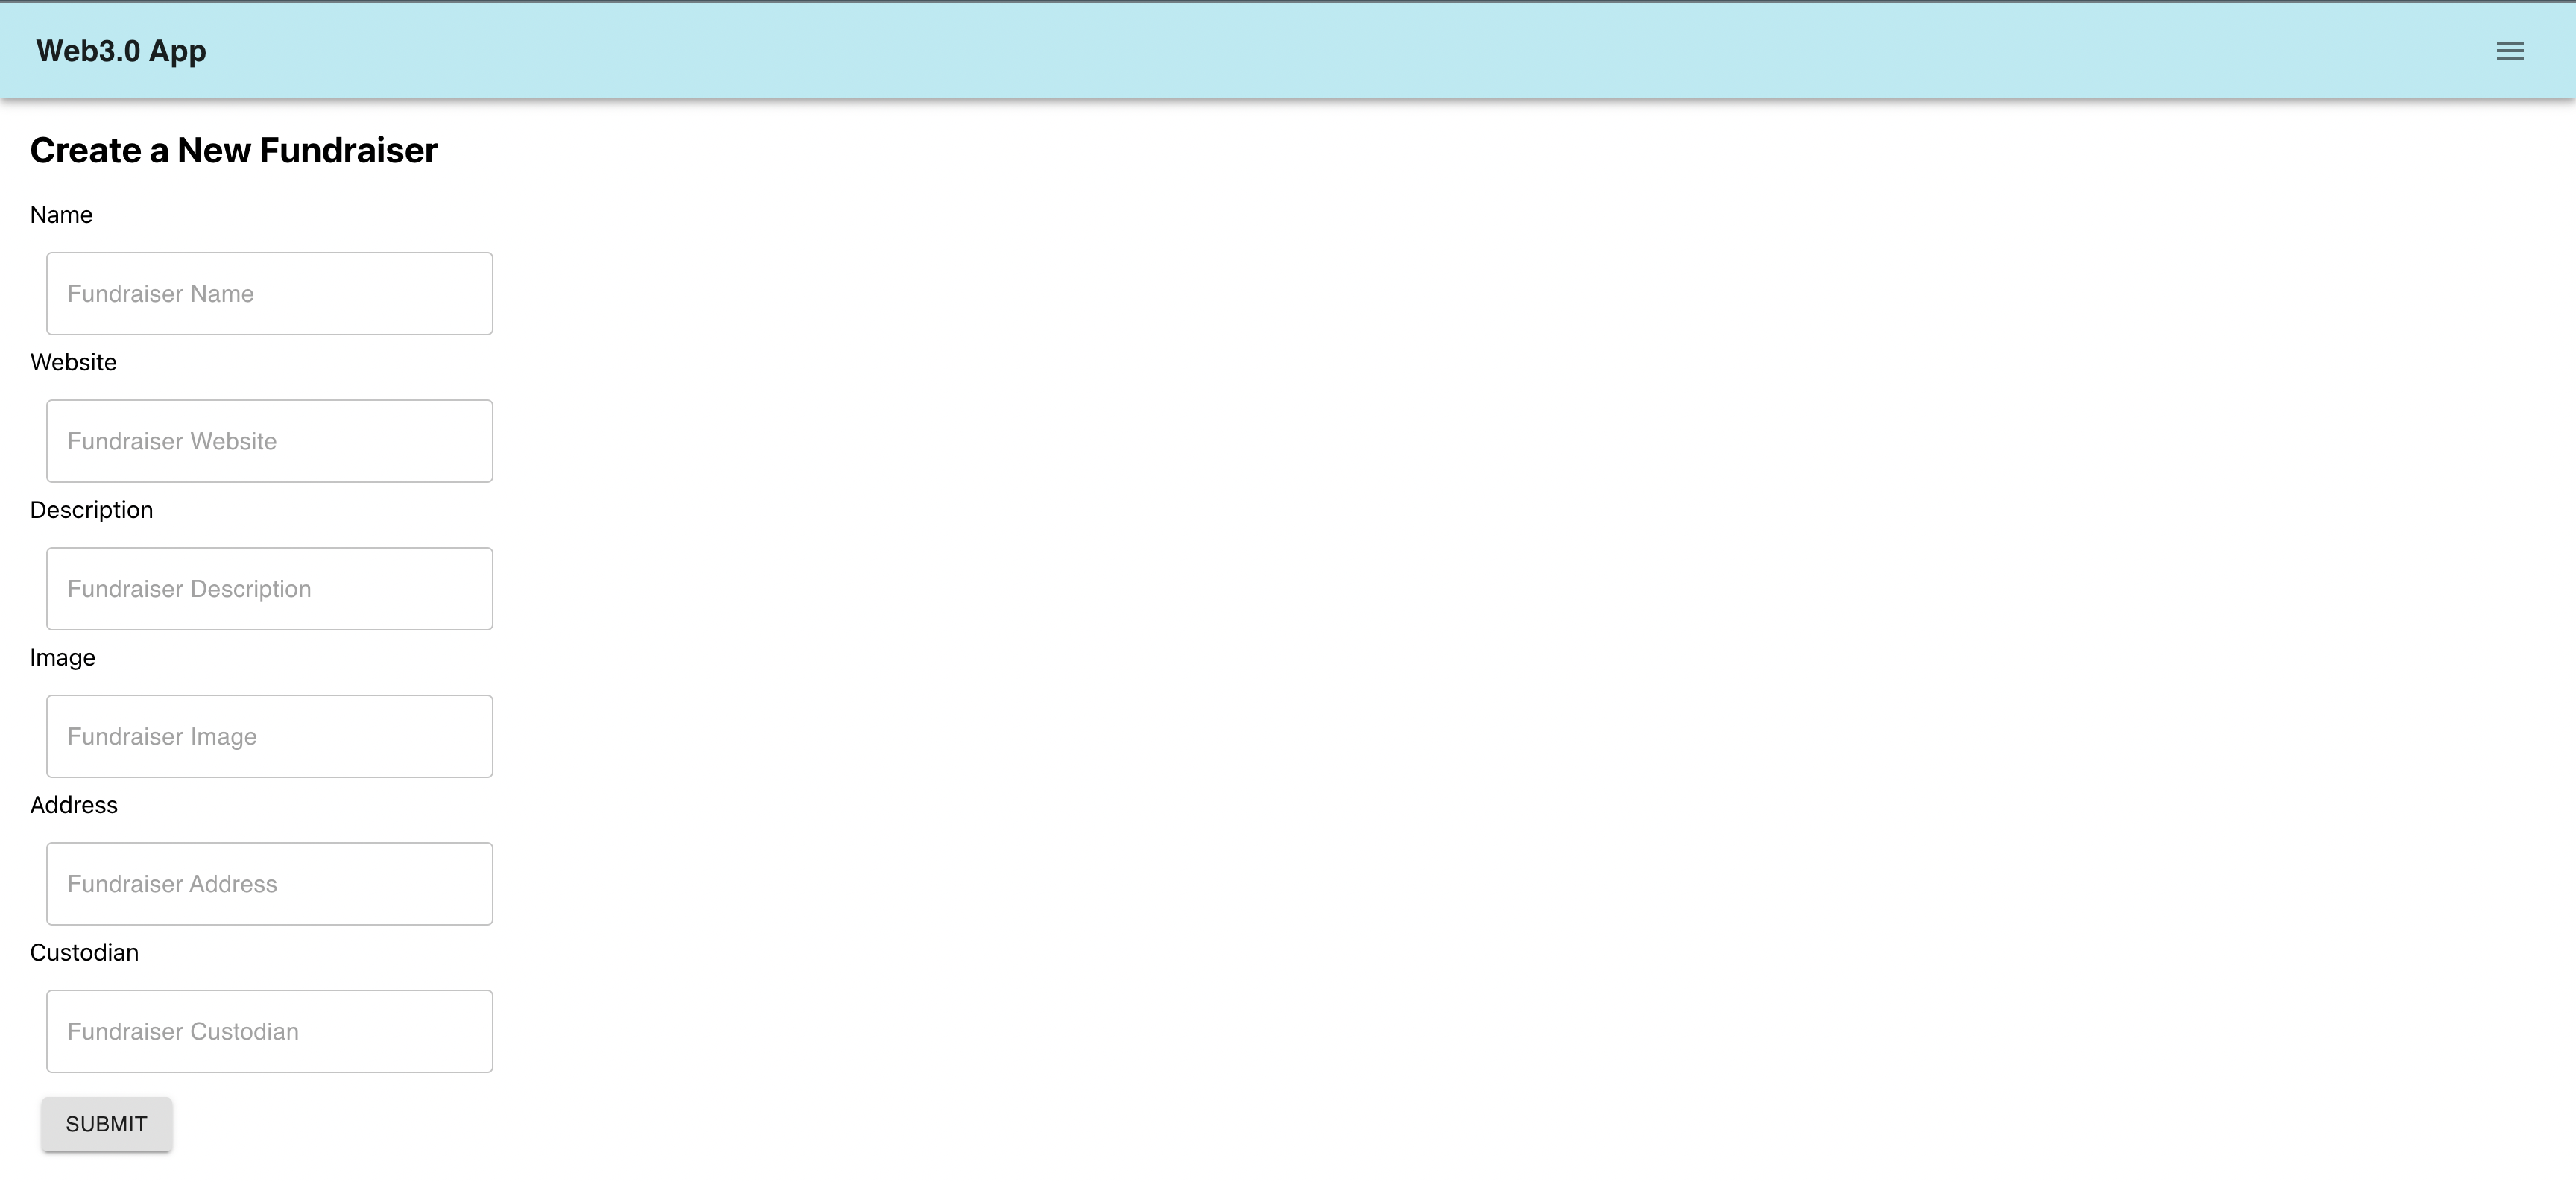 Web3.0 App
Create a New Fundraiser
Name
Fundraiser Name
Website
Fundraiser Website
Description
Fundraiser Description
Image
Fundraiser Image
Address
Fundraiser Address
Custodian
Fundraiser Custodian
SUBMIT